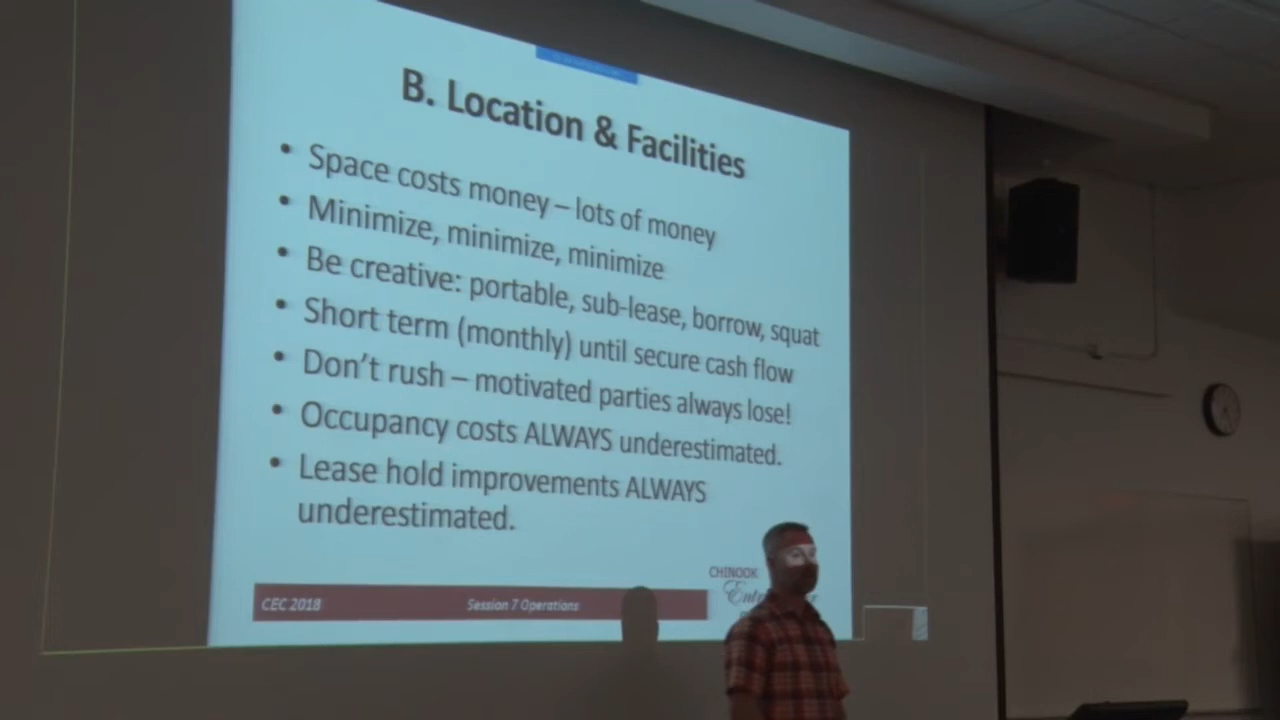 B. Location & Facilities
• Space costs money – lots of money
• Minimize, minimize, minimize
• Be creative: portable, sub-lease, borrow, squat
• Short term (monthly) until secure cash flow
• Don't rush – motivated parties always lose!
• Occupancy costs ALWAYS underestimated.
• Lease hold improvements ALWAYS
underestimated.
CHINOOK
CEC 2018 Session 7 Operations